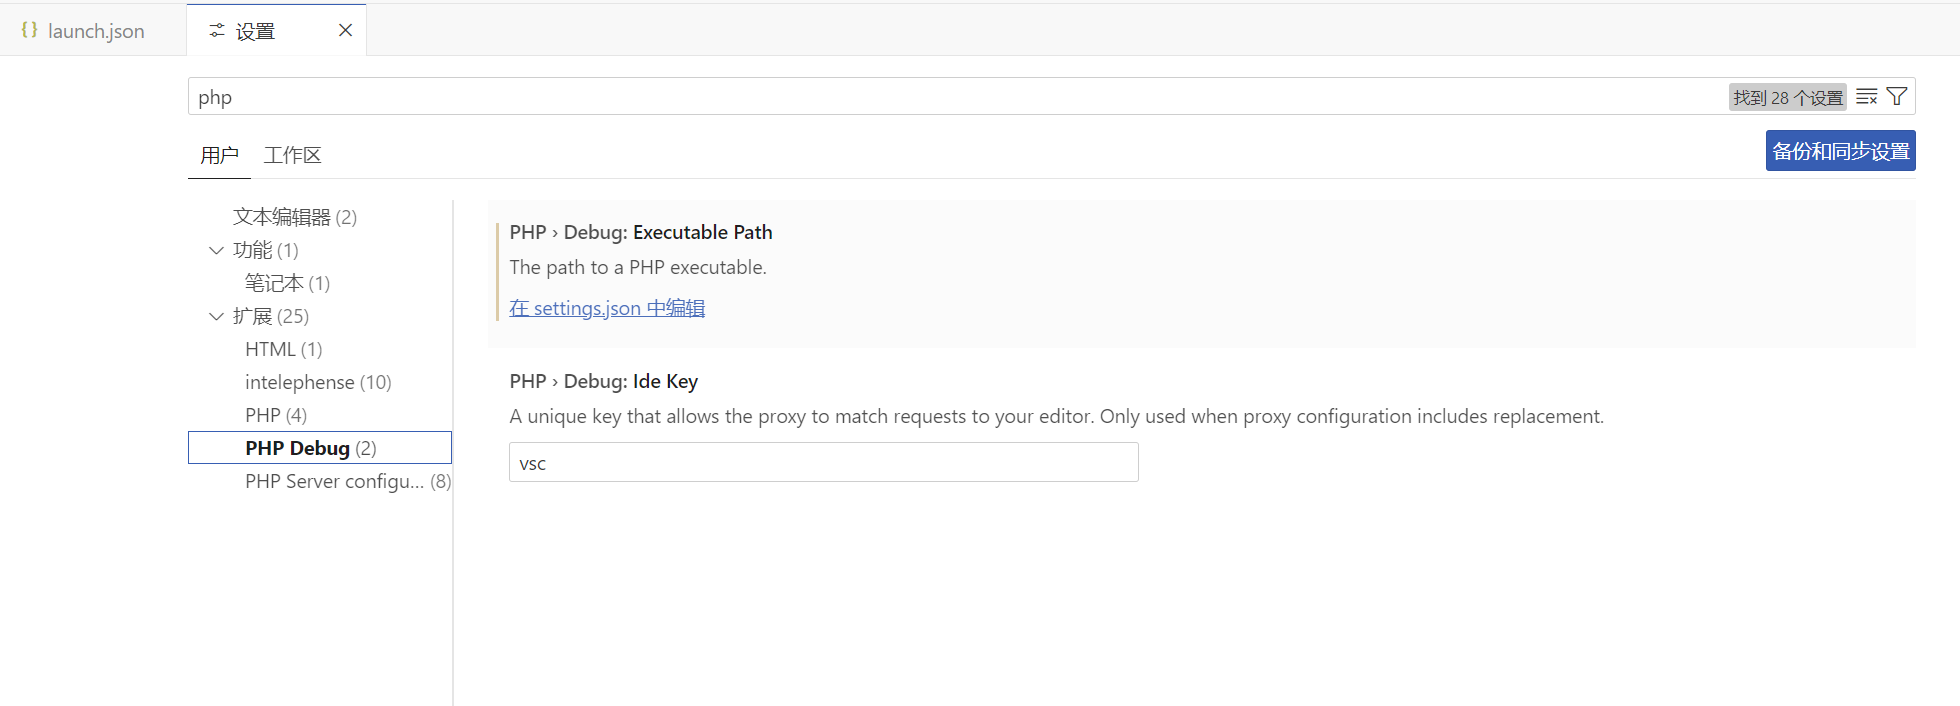 {} launch.json
设置
php
找到 28 个设置
用户 工作区
备份和同步设置
文本编辑器 (2)
功能 (1)
笔记本 (1)
扩展 (25)
HTML (1)
intelephense (10)
PHP (4)
PHP Debug (2)
PHP Server configu... (8)
PHP › Debug: Executable Path
The path to a PHP executable.
在 settings.json 中编辑
PHP › Debug: Ide Key
A unique key that allows the proxy to match requests to your editor. Only used when proxy configuration includes replacement.
vsc